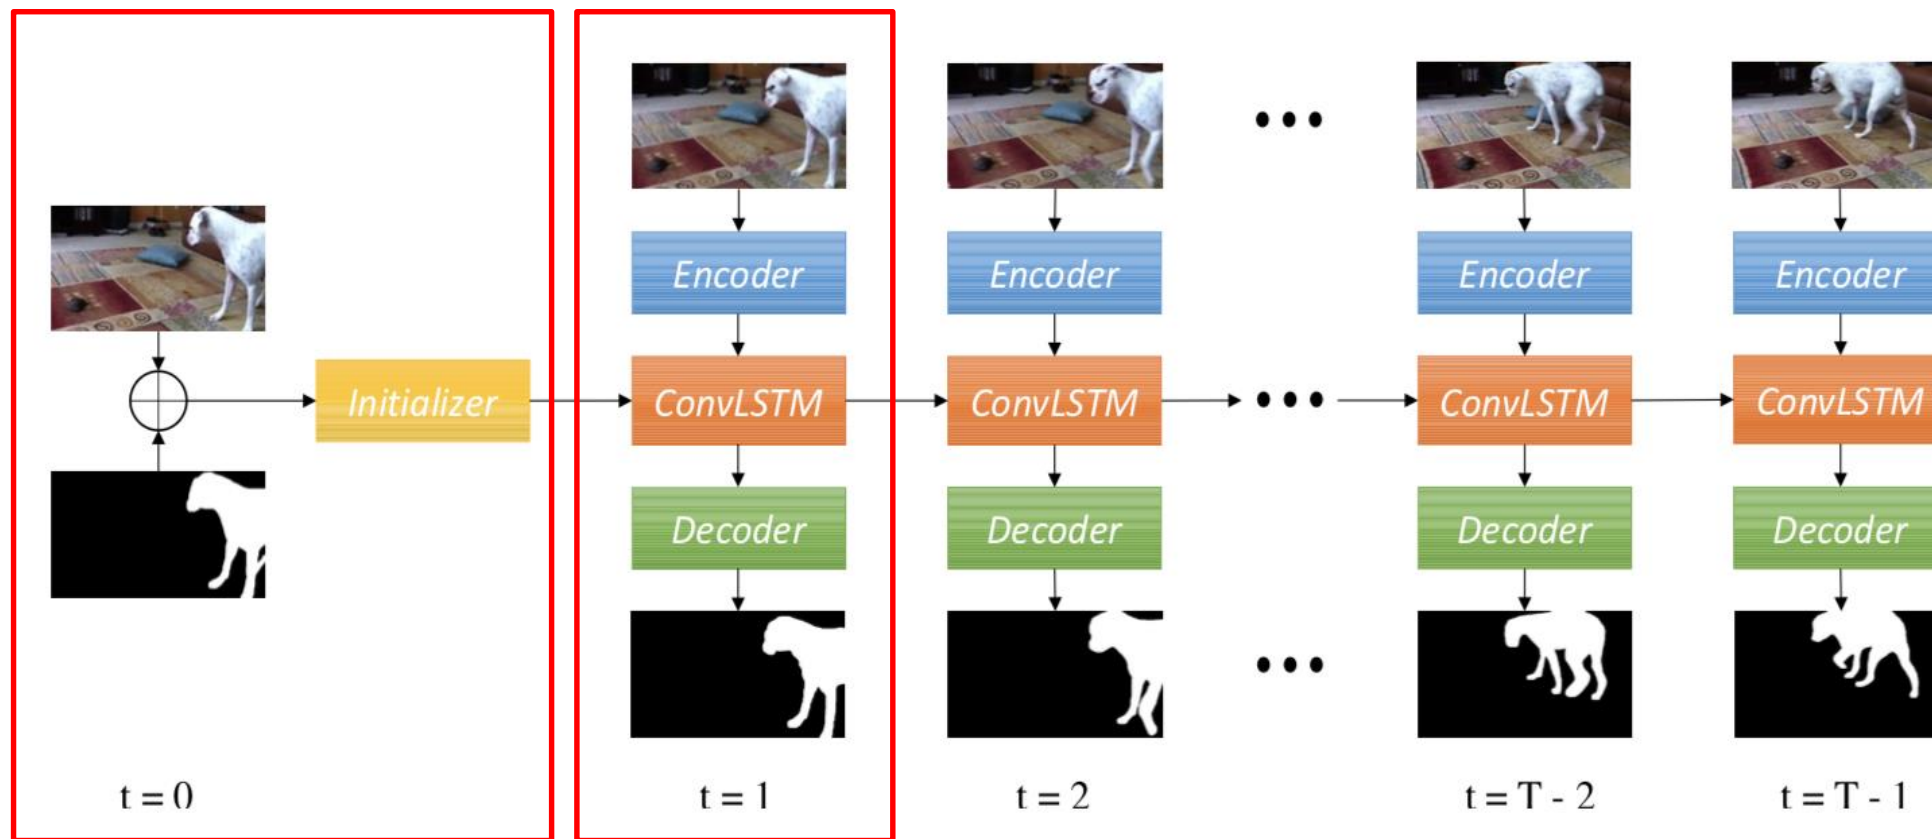 Encoder Encoder Encoder Encoder
Initializer ConvLSTM ConvLSTM ConvLSTM ConvLSTM
Decoder Decoder Decoder Decoder
t = 0 t = 1 t = 2 t = T - 2 t = T - 1